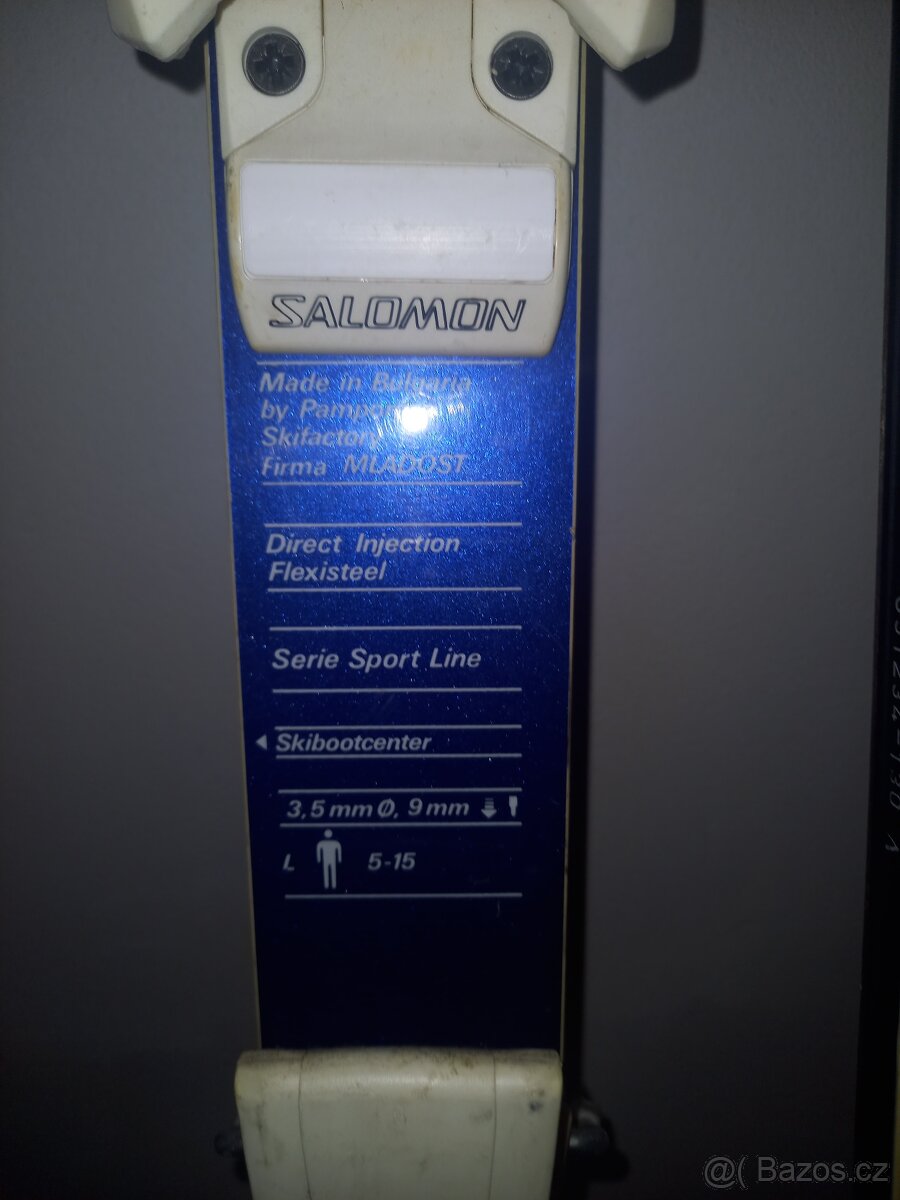 SALOMON
Made in Bulgaria
by
Skifactory
Firma MLADOST
Direct Injection
Flexisteel
Serie Sport Line
Skibootcenter
3,5 mm Ø, 9 mm
L 5-15
@( Bazos.cz